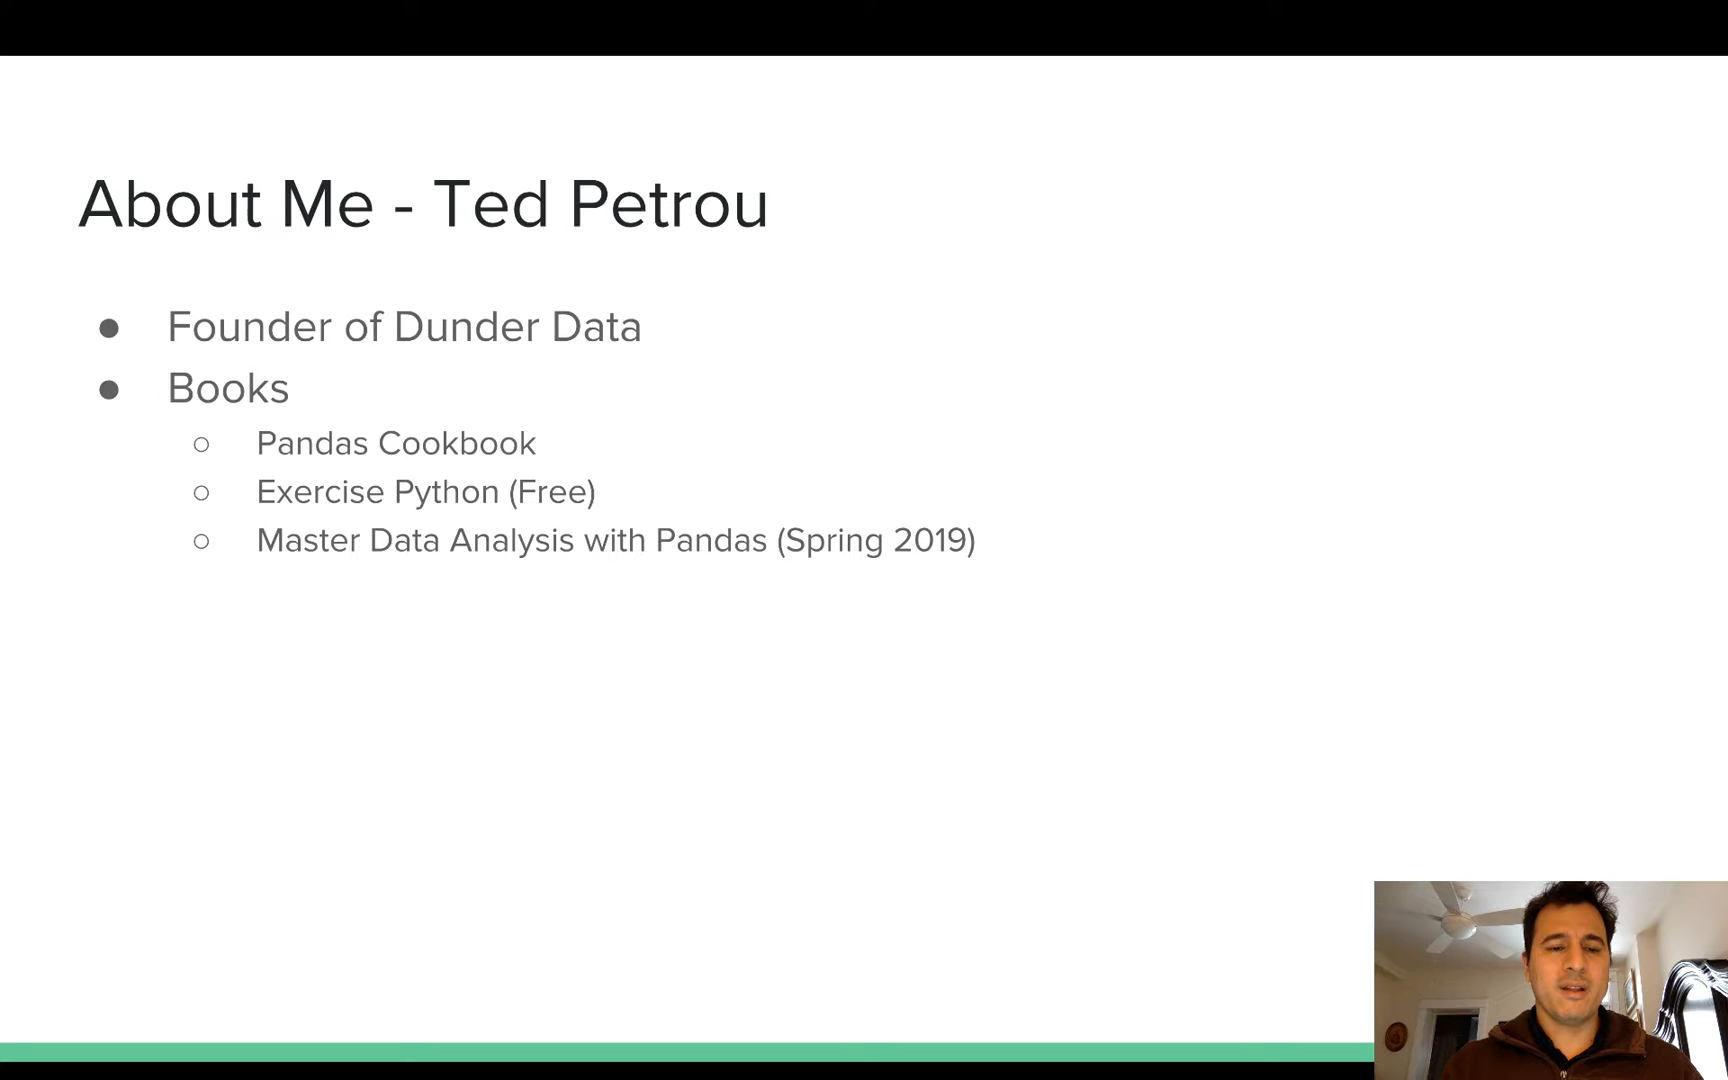 About Me - Ted Petrou
● Founder of Dunder Data
● Books
○ Pandas Cookbook
○ Exercise Python (Free)
○ Master Data Analysis with Pandas (Spring 2019)